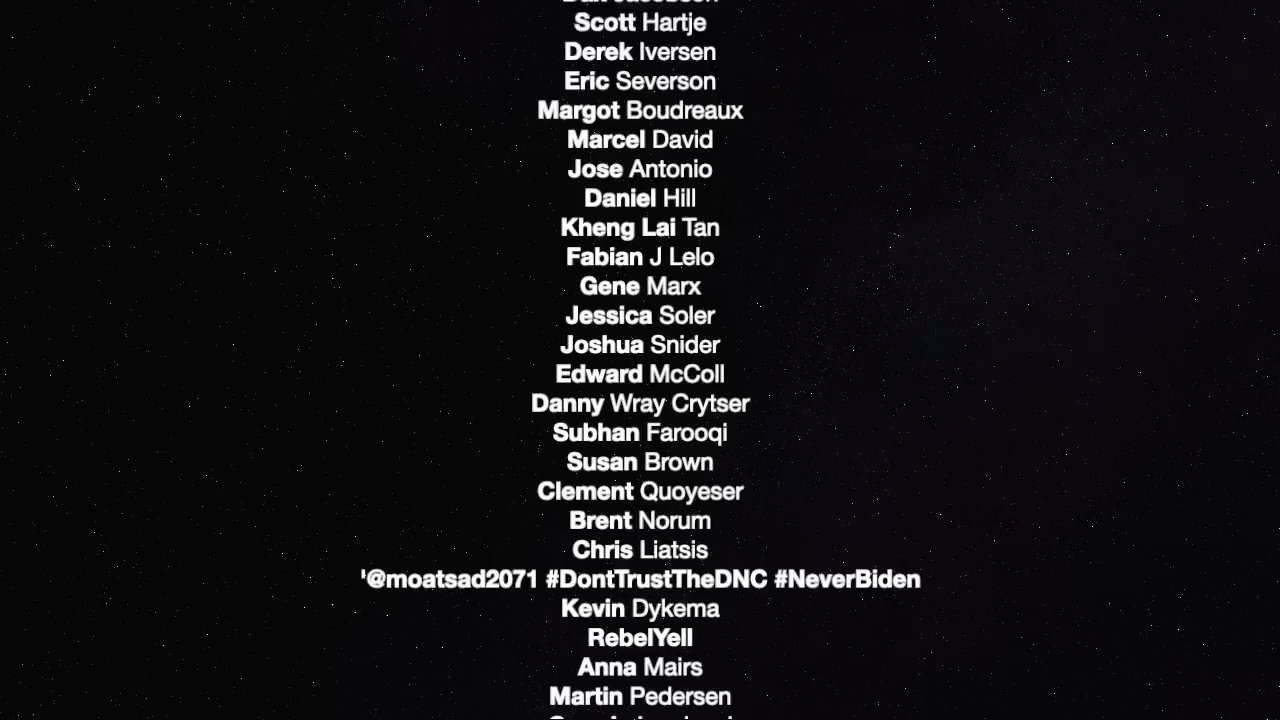 Scott Hartje
Derek Iversen
Eric Severson
Margot Boudreaux
Marcel David
Jose Antonio
Daniel Hill
Kheng Lai Tan
Fabian J Lelo
Gene Marx
Jessica Soler
Joshua Snider
Edward McColl
Danny Wray Crytser
Subhan Farooqi
Susan Brown
Clement Quoyeser
Brent Norum
Chris Liatsis
'@moatsad2071 #DontTrustTheDNC #NeverBiden
Kevin Dykema
RebelYell
Anna Mairs
Martin Pedersen